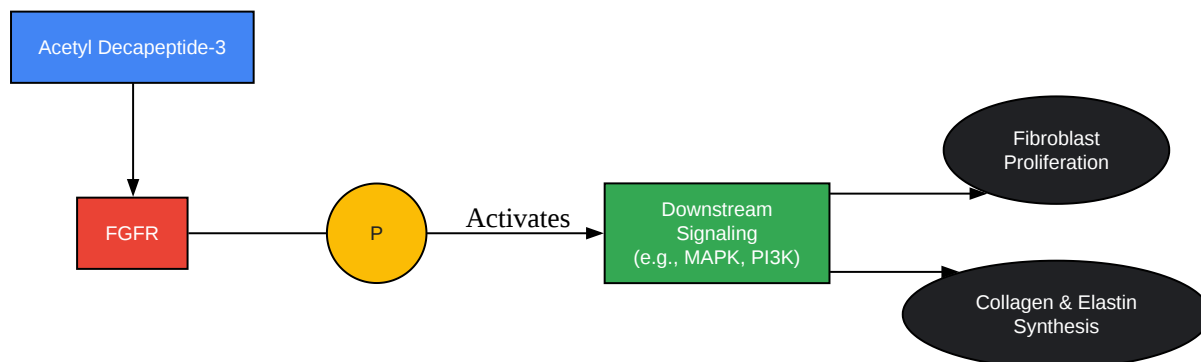 Acetyl Decapeptide-3
FGFR
P
Activates
Downstream
Signaling
(e.g., MAPK, PI3K)
Fibroblast
Proliferation
Collagen & Elastin
Synthesis